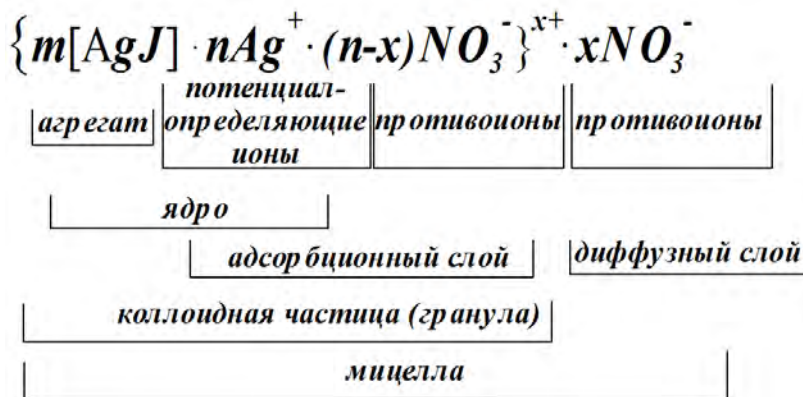 {m[AgJ] · nAg⁺ · (n-x)NO₃⁻}ˣ⁺ · xNO₃⁻
агрегат
потенциал-
определяющие
ионы
противоионы
противоионы
ядро
адсорбционный слой
диффузный слой
коллоидная частица (гранула)
мицелла